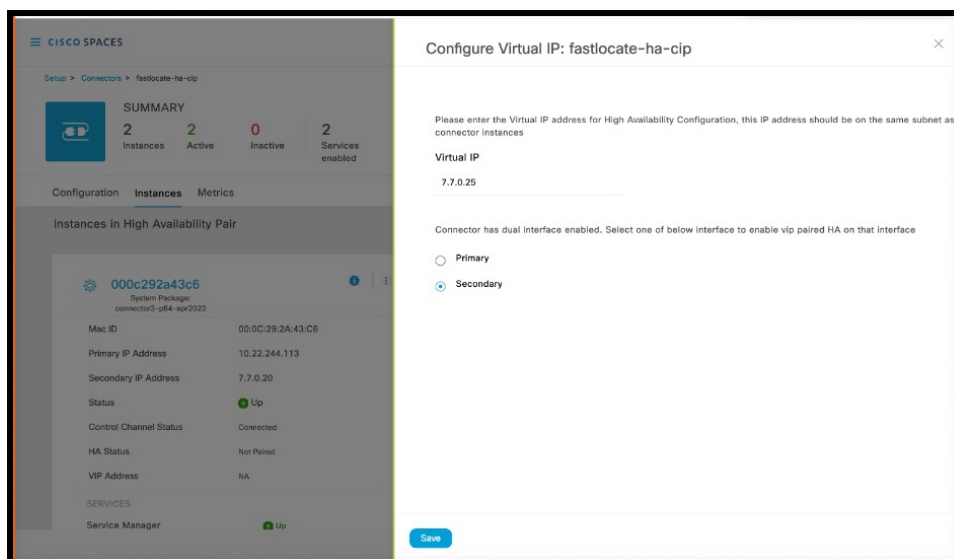 CISCO SPACES
Setup > Connectors > fastlocate-ha-cip
SUMMARY
2 2 0 2
Instances Active Inactive Services enabled
Configuration Instances Metrics
Instances in High Availability Pair
000c292a43c6
System Package:
connector3-p84-apr2023
Mac ID 00:0C:29:2A:43:C6
Primary IP Address 10.22.244.113
Secondary IP Address 7.7.0.20
Status Up
Control Channel Status Connected
HA Status Not Paired
VIP Address NA
SERVICES
Service Manager Up
Configure Virtual IP: fastlocate-ha-cip
Please enter the Virtual IP address for High Availability Configuration, this IP address should be on the same subnet as
connector instances
Virtual IP
7.7.0.25
Connector has dual interface enabled. Select one of below interface to enable vip paired HA on that interface
Primary
Secondary
Save